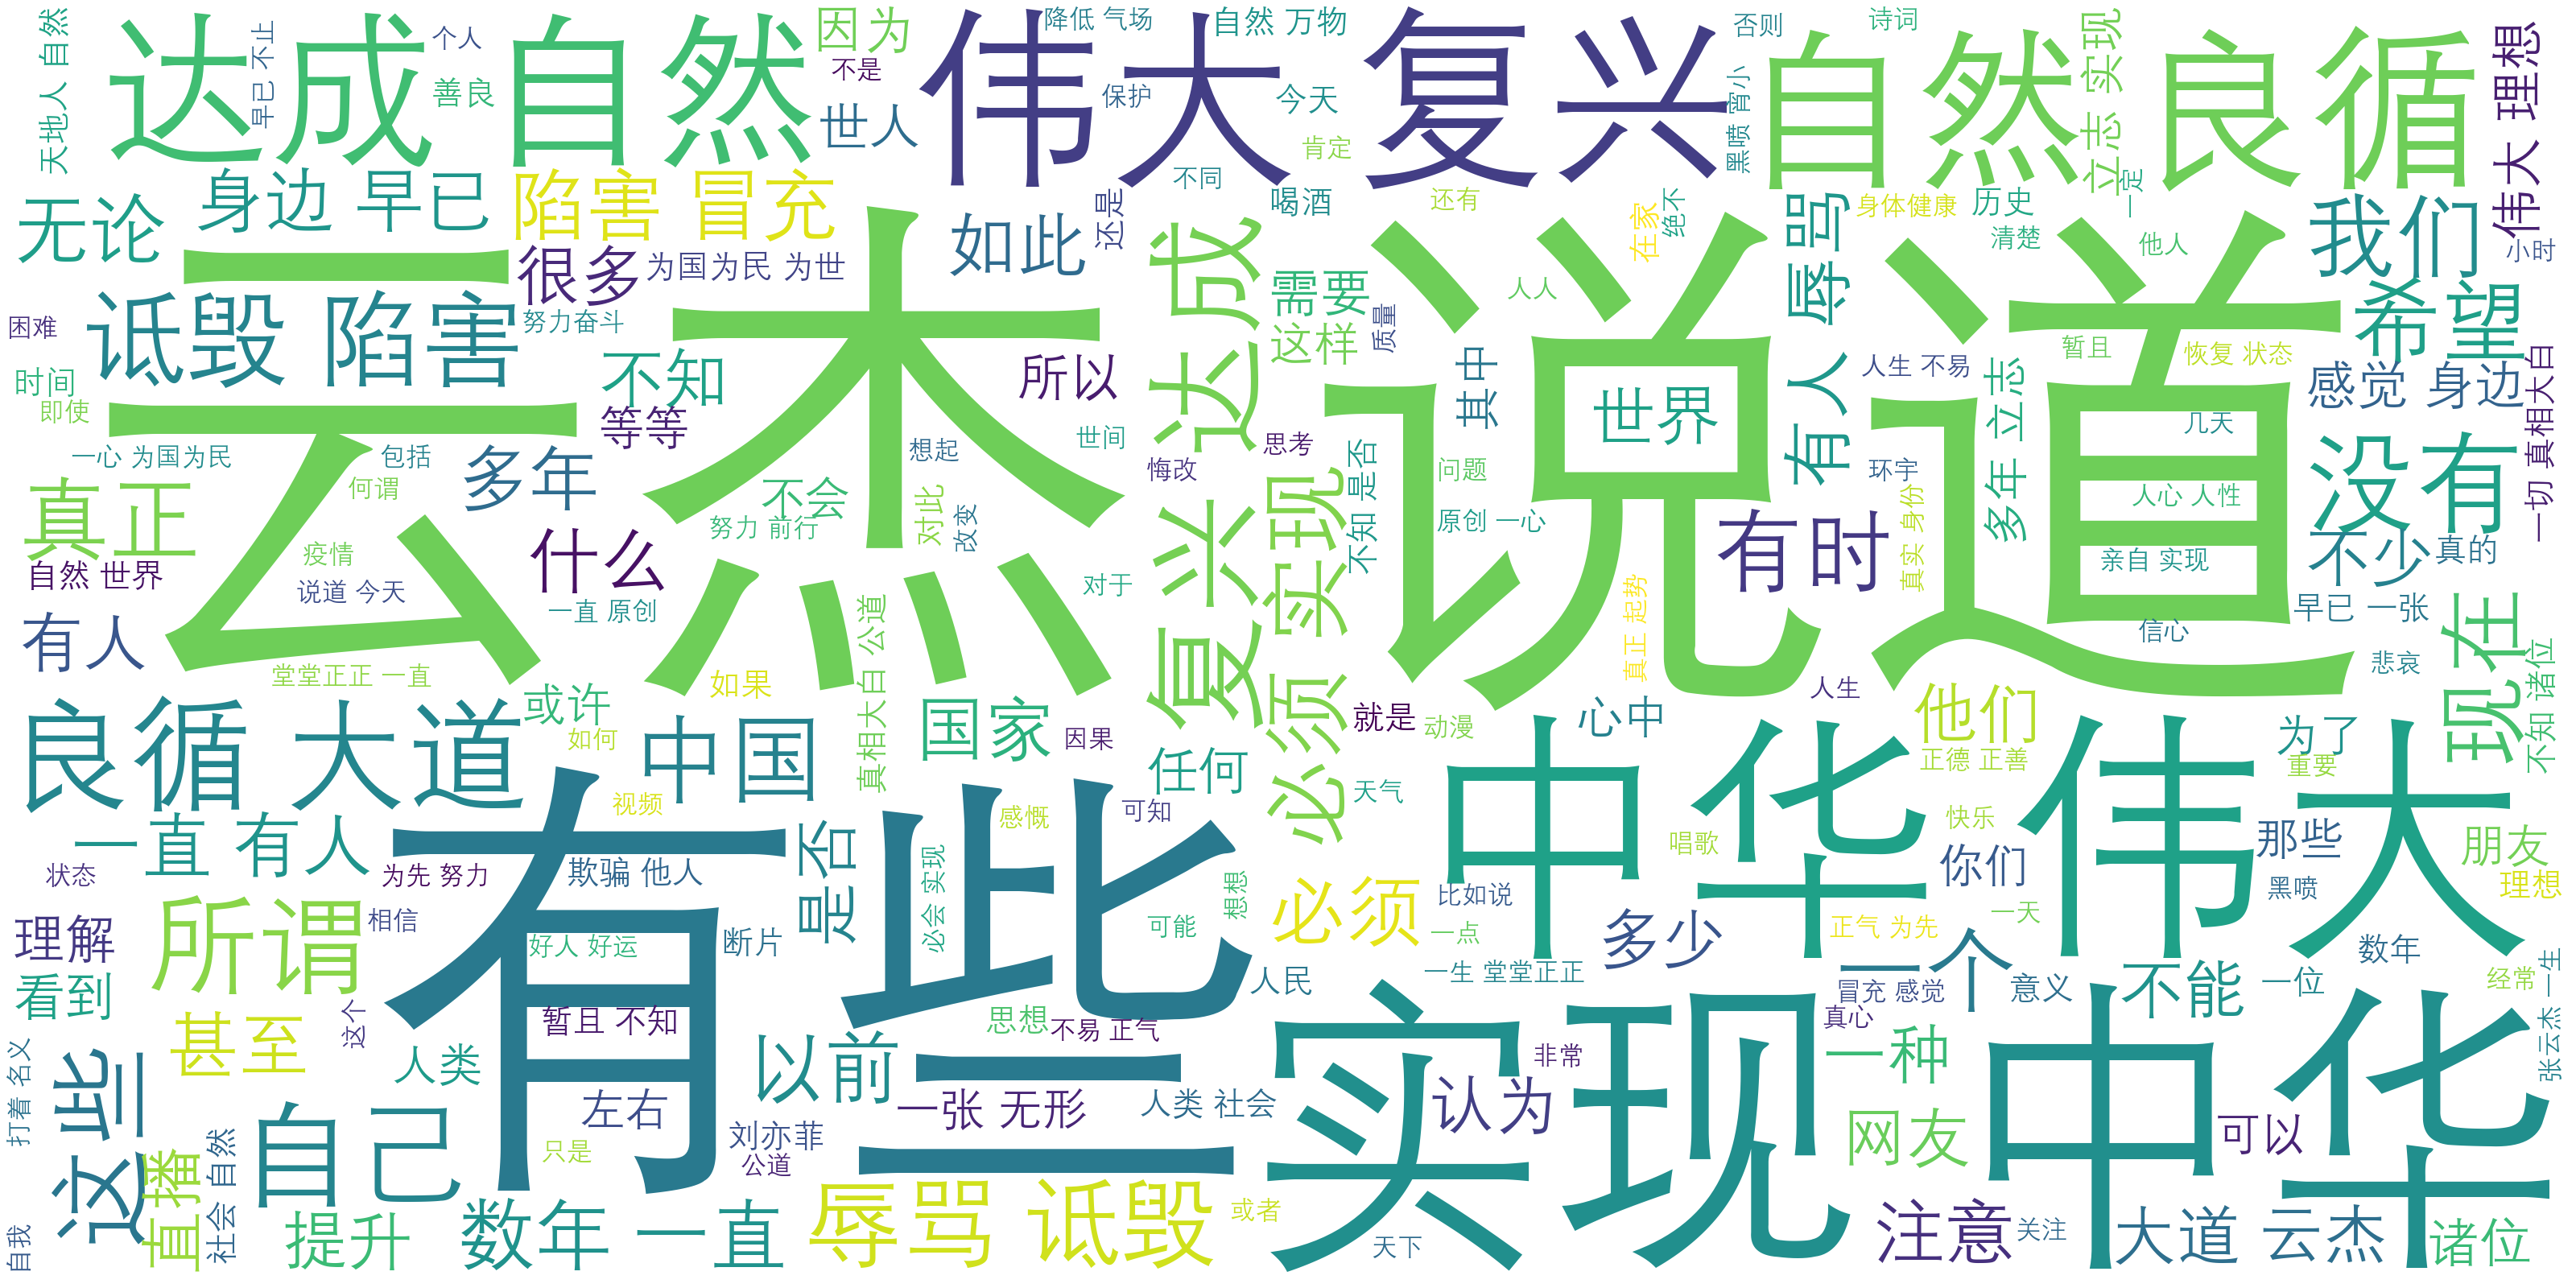 天地人 自然
达成 自然
早已 不止
个人
善良
因为
不是
世人
伟大 复兴
降低 气场
自然 万物
保护
今天
肯定
不同
否则
诗词
黑喷 宵小
自然 良循
立志 实现
伟大 理想
一定
无论
身边 早已
陷害 冒充
很多
为国为民 为世
努力奋斗
如此
还是
喝酒
还有
在家
绝不
有人 辱骂
身体健康
历史
清楚
他人
我们
小时
希望
困难
时间
即使
诋毁 陷害
云杰
说道
不知
等等
所以
需要
这样
质量
达成 复兴
人人
世界
其中
思考
悔改
不知 是否
问题
原创 一心
人生 不易
暂且
恢复 状态
几天
多年 立志
感觉 身边
一切 真相大白
没有
不少
真的
一心 为国为民
包括
何谓
多年
不会
想起
世间
对此
改变
努力 前行
真正
疫情
自然 世界
说道 今天
什么
一直 原创
对于
必须 实现
有时
环宇
真实 身份
人心 人性
亲自 实现
信心
早已 一张
悲哀
现在
不知 诸位
有人
堂堂正正 一直
如果
真相大白 公道
真正 起势
人生
良循 大道
或许
如何
中国
国家
因果
任何
就是
动漫
天气
心中
中华 伟大
他们
正德 正善
为了
重要
一直 有人
视频
有些
感慨
可知
唱歌
快乐
你们
那些
朋友
理想
黑喷
状态
为先 努力
欺骗 他人
是否
必会 实现
想想
可能
必须
比如说
一点
多少
正气 为先
一天
一个
数年
理解
相信
所谓
好人 好运
断片
人民
一生 堂堂正正
冒充 感觉
意义
不能
一位
经常
看到
甚至
这个
暂且 不知
思想
不易 正气
实现 中华
非常
真心
一种
张云杰 一生
打着 名义
这些
人类
自己
左右
以前
一张 无形
人类 社会
认为
网友
可以
刘亦菲
公道
只是
直播
社会 自然
自我
提升
数年 一直
辱骂 诋毁
或者
天下
注意
关注
大道 云杰
诸位